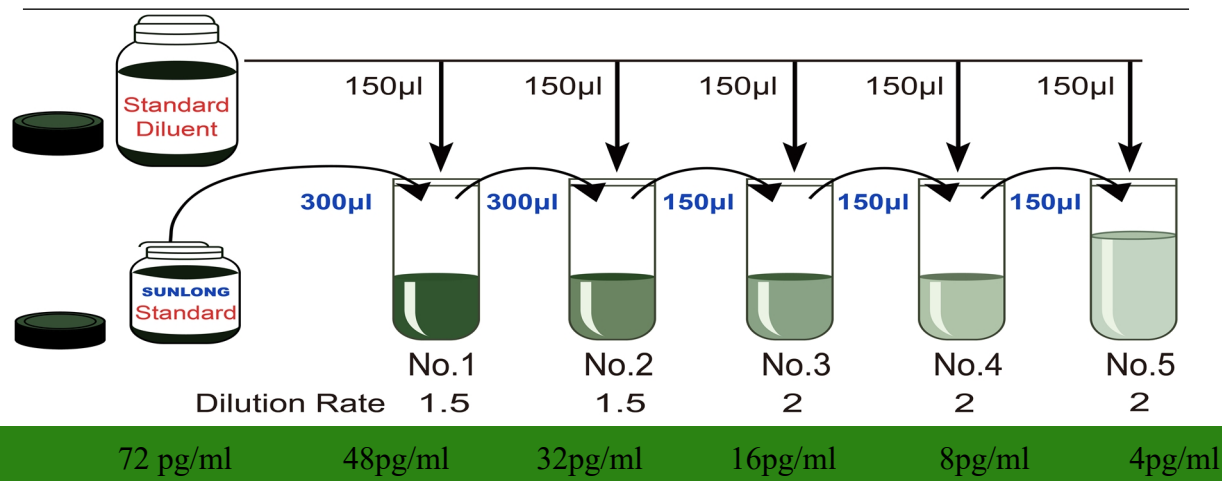 150µl 150µl 150µl 150µl 150µl
Standard
Diluent
300µl 300µl 150µl 150µl 150µl
SUNLONG
Standard
No.1 No.2 No.3 No.4 No.5
Dilution Rate 1.5 1.5 2 2 2
72 pg/ml 48pg/ml 32pg/ml 16pg/ml 8pg/ml 4pg/ml